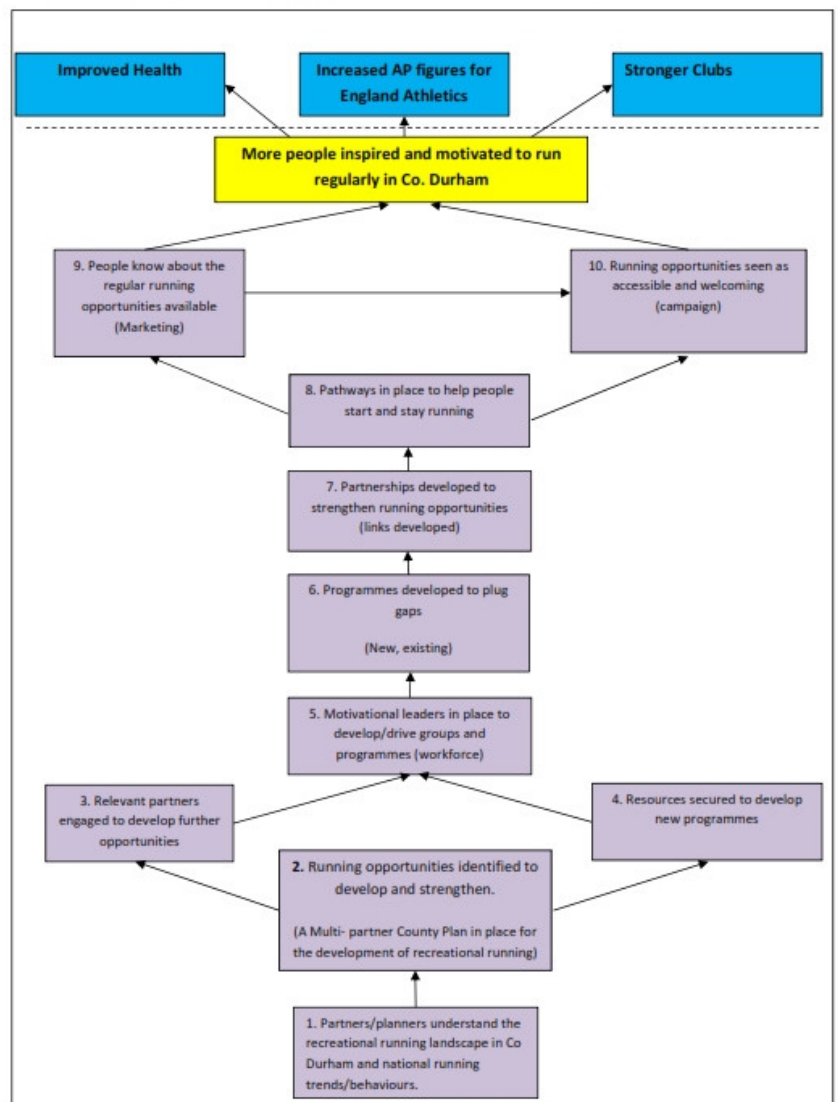 Improved Health
Increased AP figures for
England Athletics
Stronger Clubs
More people inspired and motivated to run
regularly in Co. Durham
9. People know about the
regular running
opportunities available
(Marketing)
10. Running opportunities seen as
accessible and welcoming
(campaign)
8. Pathways in place to help people
start and stay running
7. Partnerships developed to
strengthen running opportunities
(links developed)
6. Programmes developed to plug
gaps
(New, existing)
5. Motivational leaders in place to
develop/drive groups and
programmes (workforce)
3. Relevant partners
engaged to develop further
opportunities
4. Resources secured to develop
new programmes
2. Running opportunities identified to
develop and strengthen.
(A Multi- partner County Plan in place for
the development of recreational running)
1. Partners/planners understand the
recreational running landscape in Co
Durham and national running
trends/behaviours.